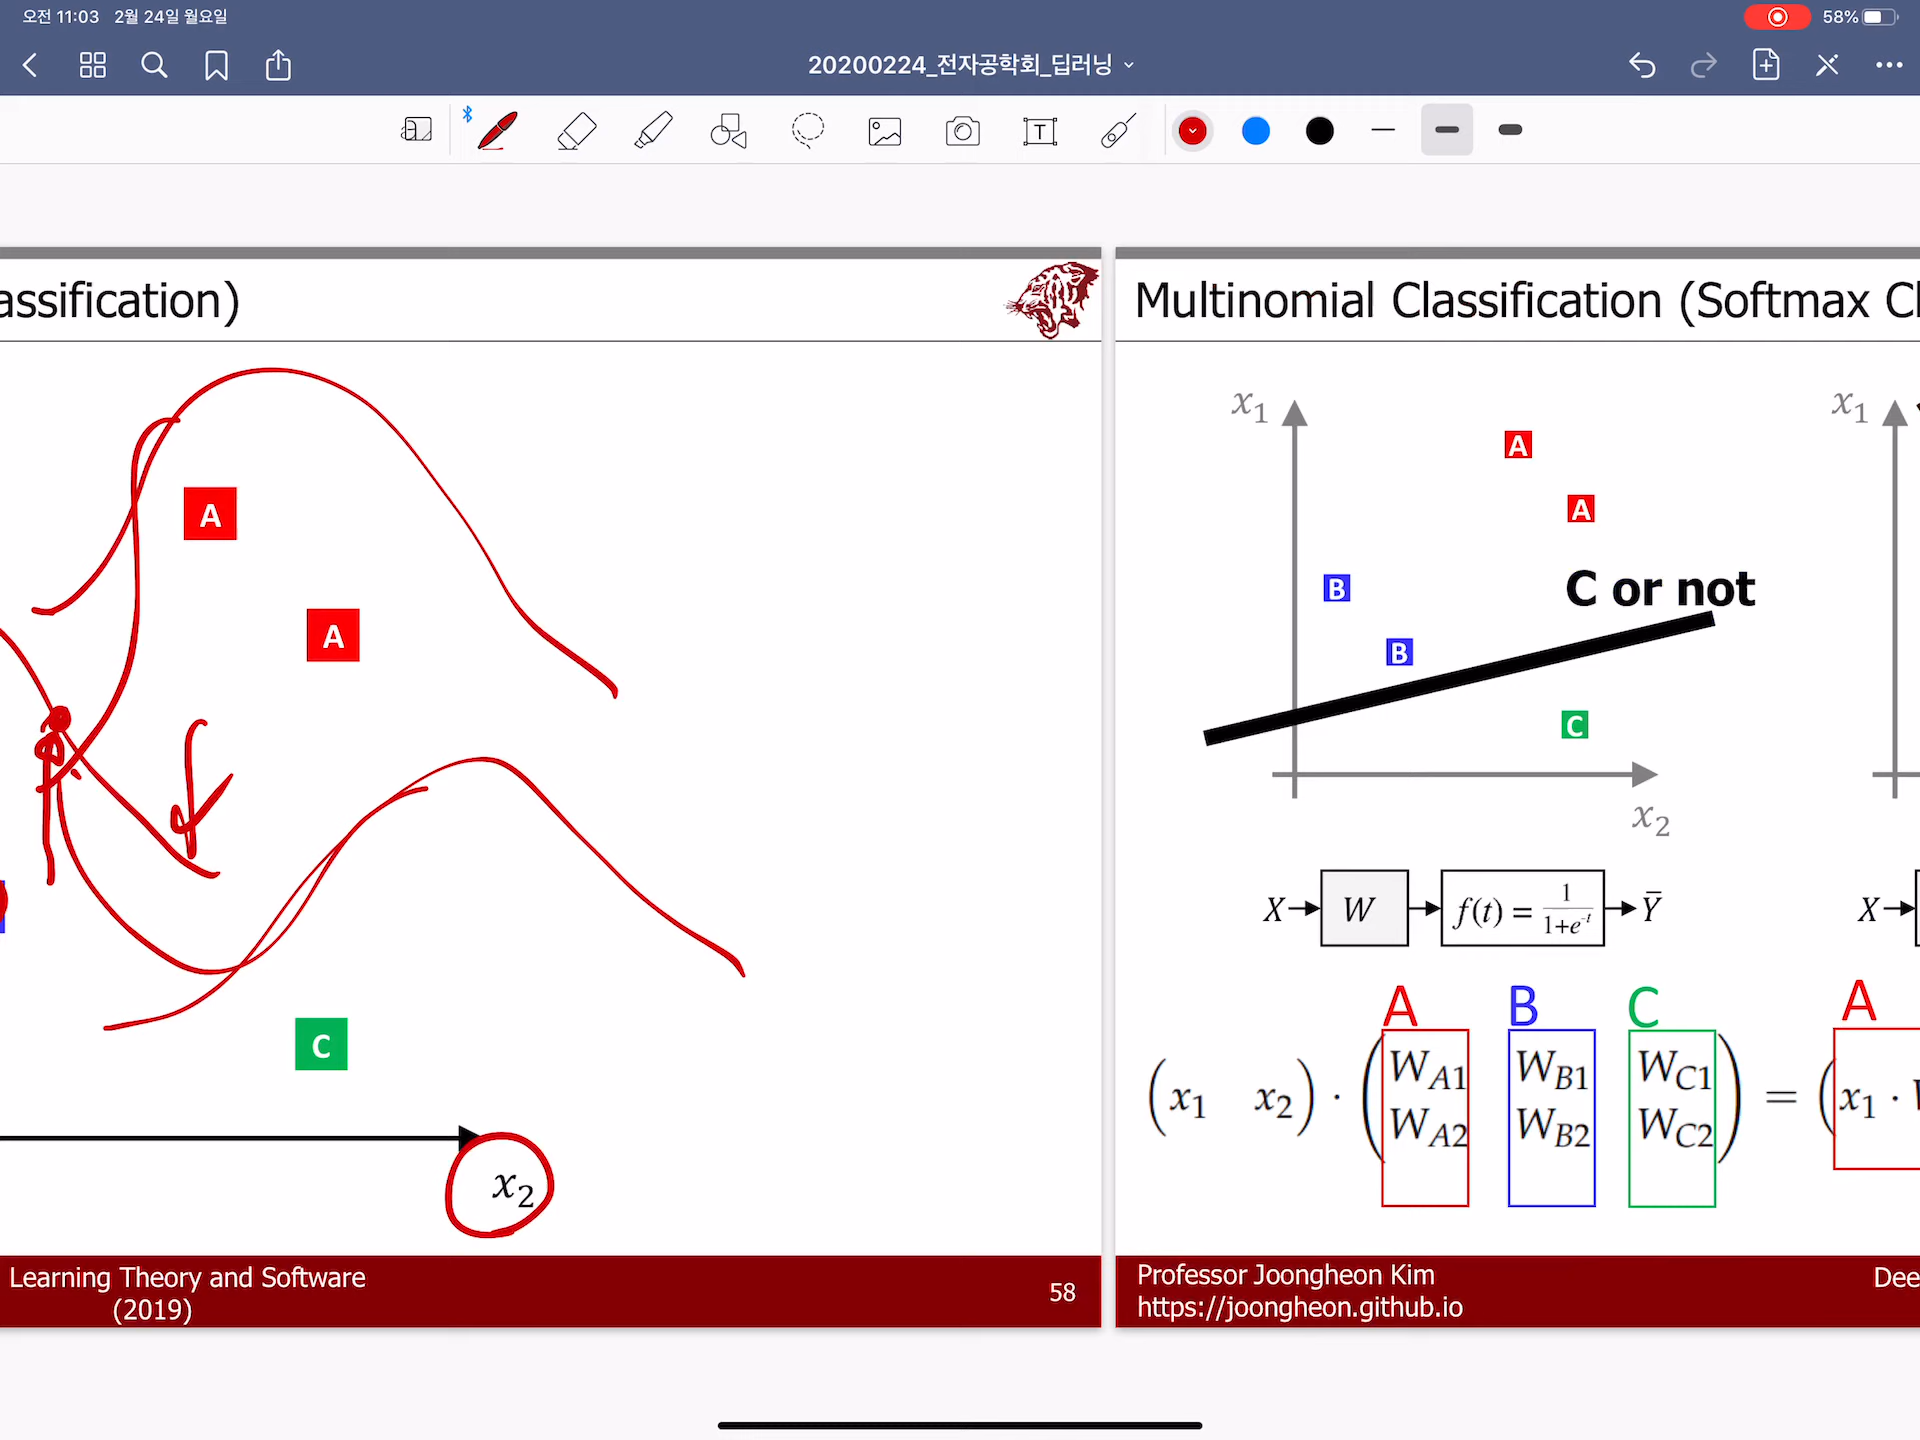 오전 11:03 2월 24일 월요일
58%
20200224_전자공학회_딥러닝
assification)
A
A
C
x2
Learning Theory and Software
(2019)
58
Multinomial Classification (Softmax Cl
x1
A
A
B
C or not
B
C
x2
X W f(t) = 1/(1+e^-t) Ȳ
A B C
(x1 x2) · (WA1 WB1 WC1
WA2 WB2 WC2) = (x1 ·
x1
X
A
Professor Joongheon Kim
https://joongheon.github.io
Dee